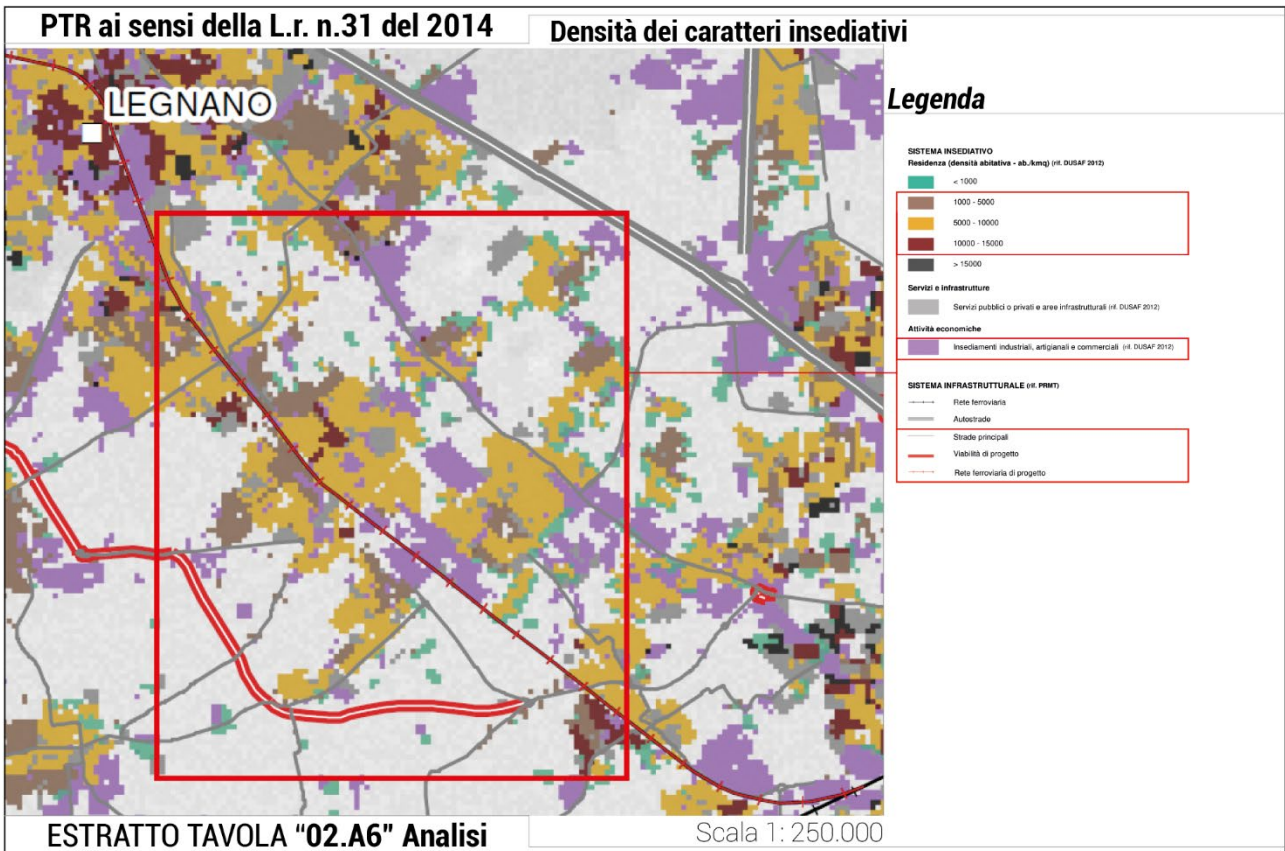 PTR ai sensi della L.r. n.31 del 2014
Densità dei caratteri insediativi
LEGNANO
Legenda
SISTEMA INSEDIATIVO
Residenza (densità abitativa - ab./kmq) (rif. DUSAF 2012)
< 1000
1000 - 5000
5000 - 10000
10000 - 15000
> 15000
Servizi e infrastrutture
Servizi pubblici o privati e aree infrastrutturali (rif. DUSAF 2012)
Attività economiche
Insediamenti industriali, artigianali e commerciali (rif. DUSAF 2012)
SISTEMA INFRASTRUTTURALE (rif. PRMT)
Rete ferroviaria
Autostrade
Strade principali
Viabilità di progetto
Rete ferroviaria di progetto
ESTRATTO TAVOLA "02.A6" Analisi
Scala 1: 250.000